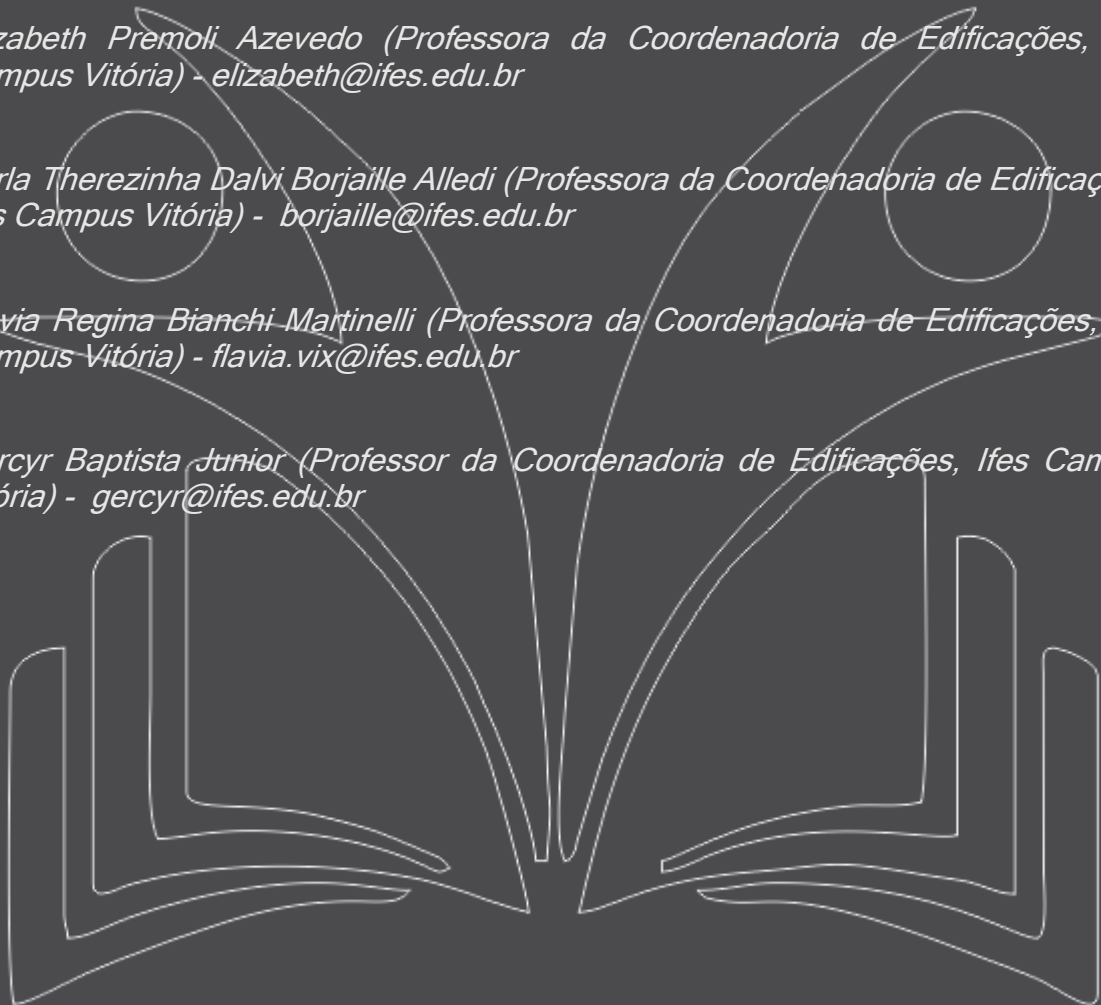 zabeth Premoli Azevedo (Professora da Coordenadoria de Edificações,
mpus Vitória) - elizabeth@ifes.edu.br
rla Therezinha Dalvi Borjaille Alledi (Professora da Coordenadoria de Edificaç
s Campus Vitória) - borjaille@ifes.edu.br
via Regina Bianchi Martinelli (Professora da Coordenadoria de Edificações,
mpus Vitória) - flavia.vix@ifes.edu.br
rcyr Baptista Junior (Professor da Coordenadoria de Edificações, Ifes Cam
ória) - gercyr@ifes.edu.br